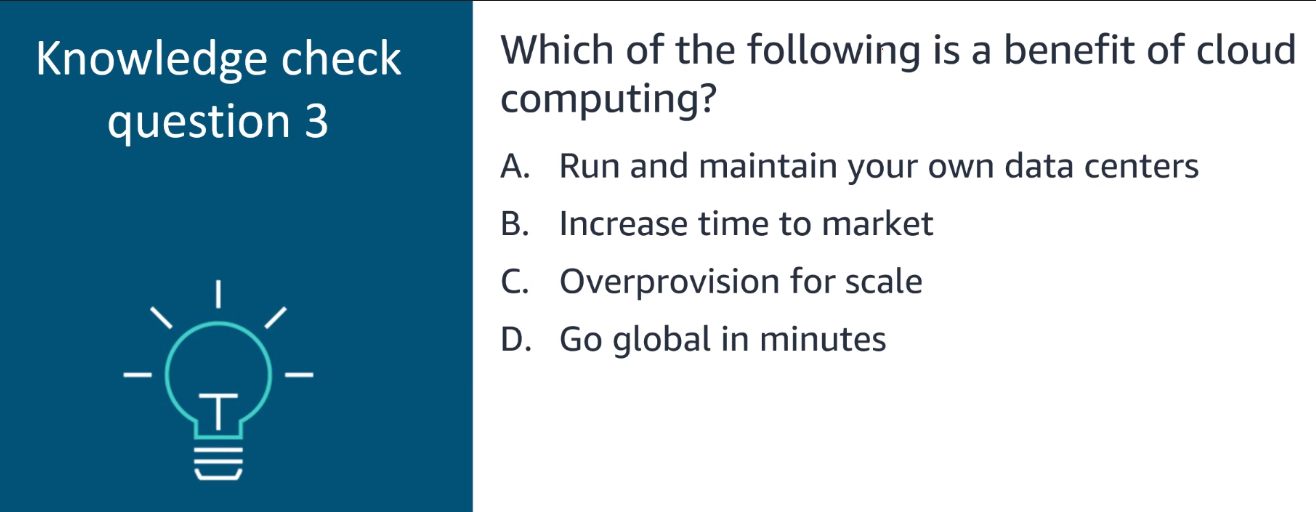 Knowledge check
question 3
Which of the following is a benefit of cloud
computing?
A. Run and maintain your own data centers
B. Increase time to market
C. Overprovision for scale
D. Go global in minutes